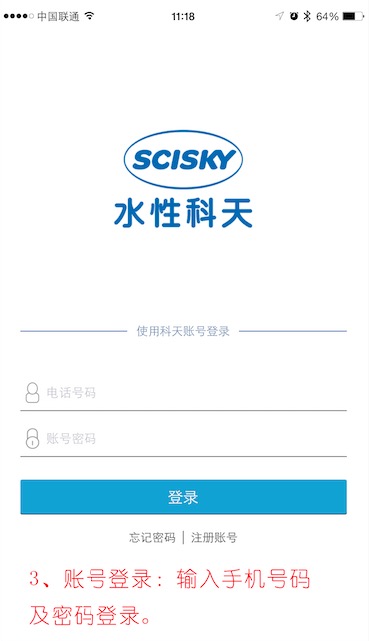 中国联通 11:18 64%
SCISKY
水性科天
使用科天账号登录
电话号码
账号密码
登录
忘记密码 | 注册账号
3、账号登录：输入手机号码
及密码登录。